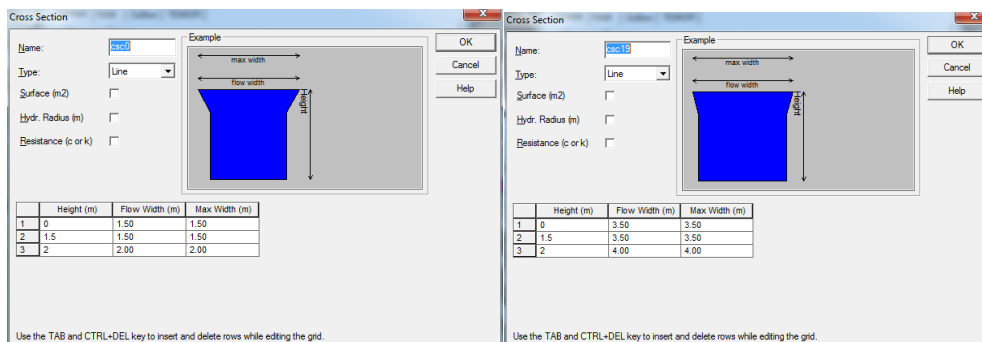 Cross Section
Name: csc0
Type: Line
Surface (m2)
Hydr. Radius (m)
Resistance (c or k)
Example
max width
flow width
Height
OK
Cancel
Help
Height (m) Flow Width (m) Max Width (m)
1 0 1.50 1.50
2 1.5 1.50 1.50
3 2 2.00 2.00
Use the TAB and CTRL+DEL key to insert and delete rows while editing the grid.
Cross Section
Name: csc19
Type: Line
Surface (m2)
Hydr. Radius (m)
Resistance (c or k)
Example
max width
flow width
Height
OK
Cancel
Help
Height (m) Flow Width (m) Max Width (m)
1 0 3.50 3.50
2 1.5 3.50 3.50
3 2 4.00 4.00
Use the TAB and CTRL+DEL key to insert and delete rows while editing the grid.